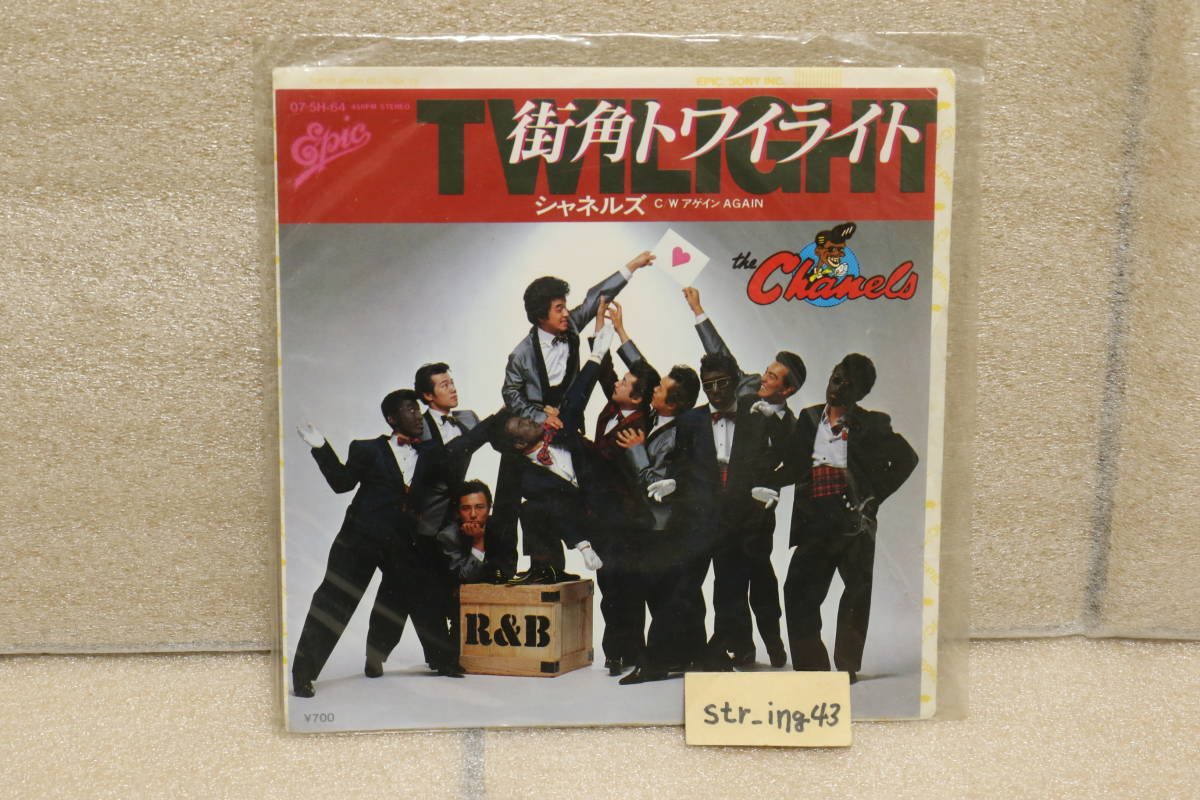 EPIC/SONY INC.
07·5H-64 45RPM STEREO
Epic
TWILIGHT
街角トワイライト
シャネルズ C/W アゲイン AGAIN
the Chanels
R&B
¥700
str_ing43